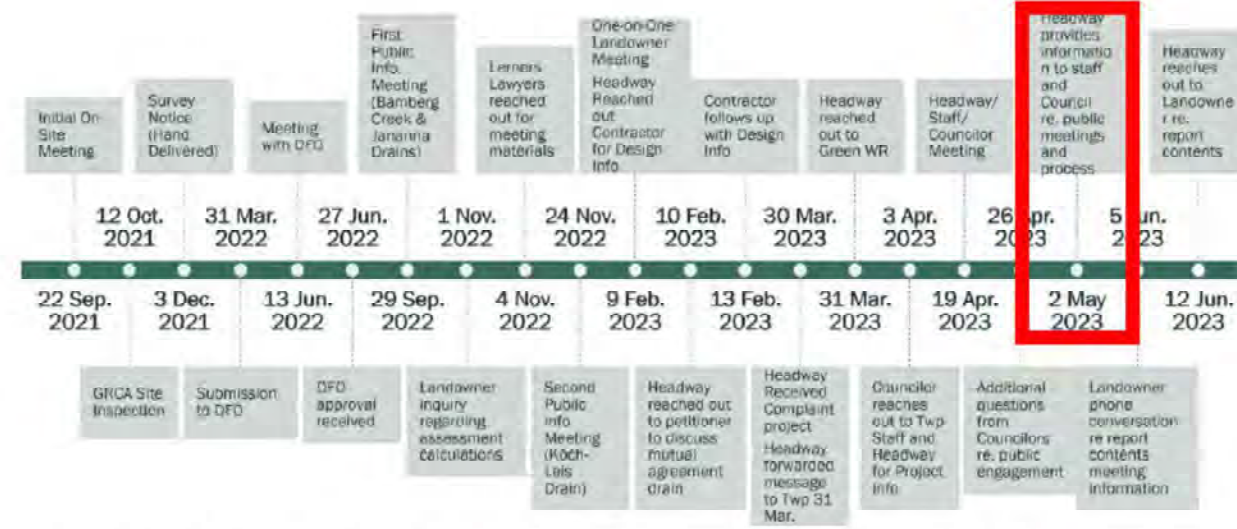 Initial On-
Site
Meeting
Survey
Notice
(Hand
Delivered)
Meeting
with DFO
First
Public
Info.
Meeting
(Bamberg
Creek &
Jananna
Drains)
Lerners
Lawyers
reached
out for
meeting
materials
One-on-One
Landowner
Meeting
Headway
Reached
out
Contractor
for Design
Info
Contractor
follows up
with Design
Info
Headway
reached
out to
Green WR
Headway/
Staff/
Councilor
Meeting
Headway
provides
informatio
n to staff
and
Council
re. public
meetings
and
process
Headway
reaches
out to
Landowne
r re.
report
contents
12 Oct. 31 Mar. 27 Jun. 1 Nov. 24 Nov. 10 Feb. 30 Mar. 3 Apr. 26 Apr. 5 Jun.
2021 2022 2022 2022 2022 2023 2023 2023 2023 2023
22 Sep. 3 Dec. 13 Jun. 29 Sep. 4 Nov. 9 Feb. 13 Feb. 31 Mar. 19 Apr. 2 May 12 Jun.
2021 2021 2022 2022 2022 2023 2023 2023 2023 2023 2023
GRCA Site
Inspection
Submission
to DFO
DFO
approval
received
Landowner
inquiry
regarding
assessment
calculations
Second
Public
Info
Meeting
(Koch-
Leis
Drain)
Headway
reached out
to petitioner
to discuss
mutual
agreement
drain
Headway
Received
Complaint
project
Headway
forwarded
message
to Twp 31
Mar.
Councilor
reaches
out to Twp
Staff and
Headway
for Project
Info
Additional
questions
from
Councilors
re. public
engagement
Landowner
phone
conversation
re report
contents
meeting
information